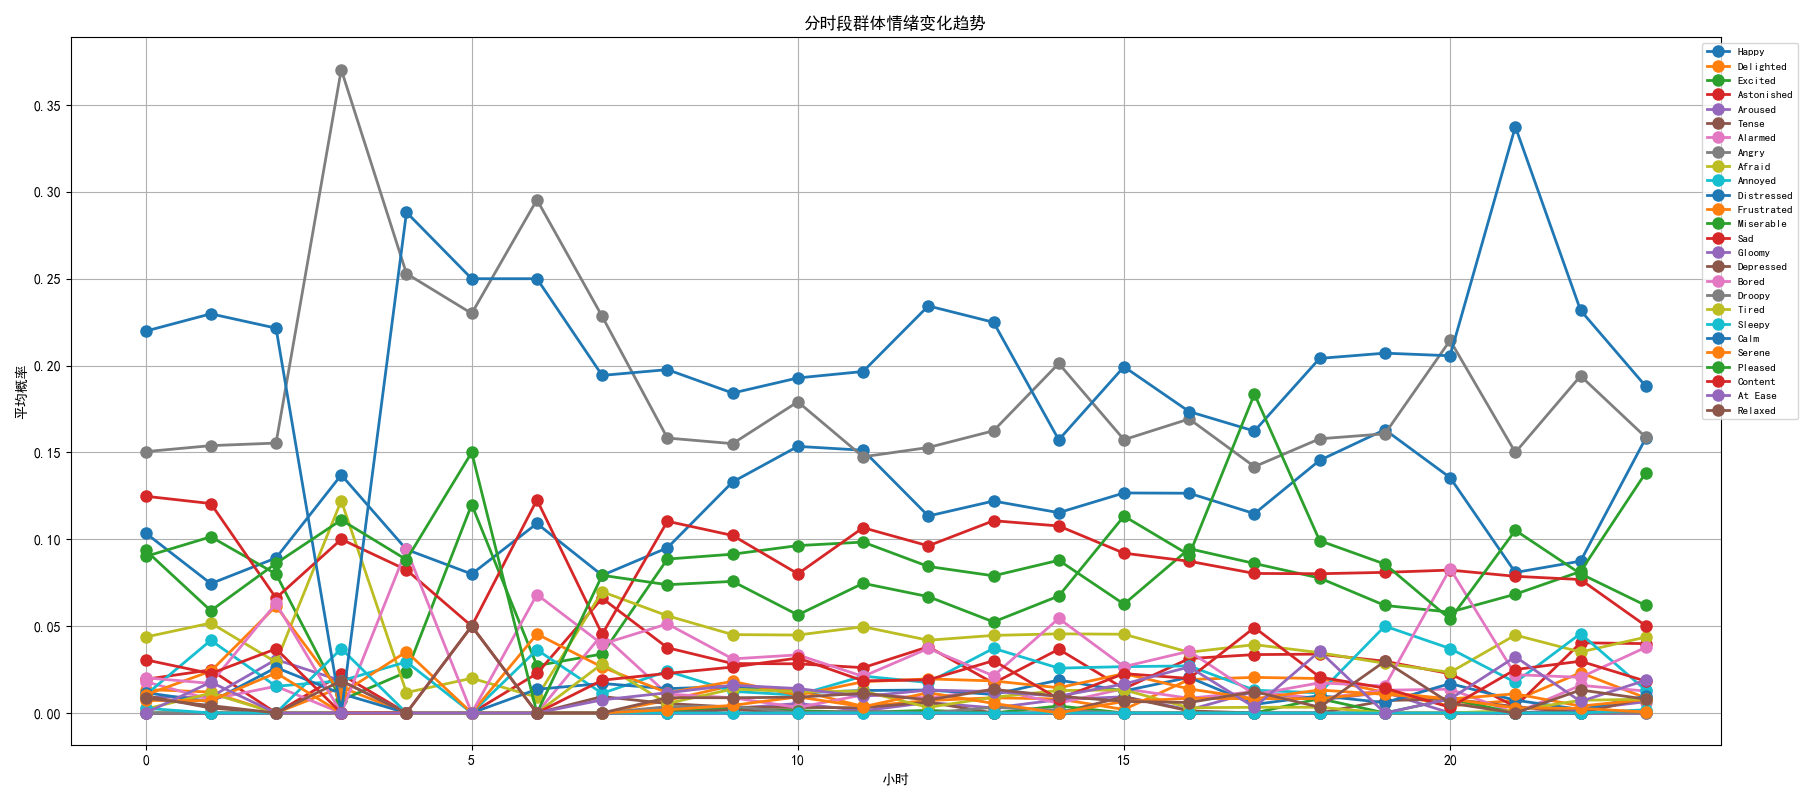 分时段群体情绪变化趋势
平均概率
0.35
0.30
0.25
0.20
0.15
0.10
0.05
0.00
0
5
10
15
20
小时
Happy
Delighted
Excited
Astonished
Aroused
Tense
Alarmed
Angry
Afraid
Annoyed
Distressed
Frustrated
Miserable
Sad
Gloomy
Depressed
Bored
Droopy
Tired
Sleepy
Calm
Serene
Pleased
Content
At Ease
Relaxed